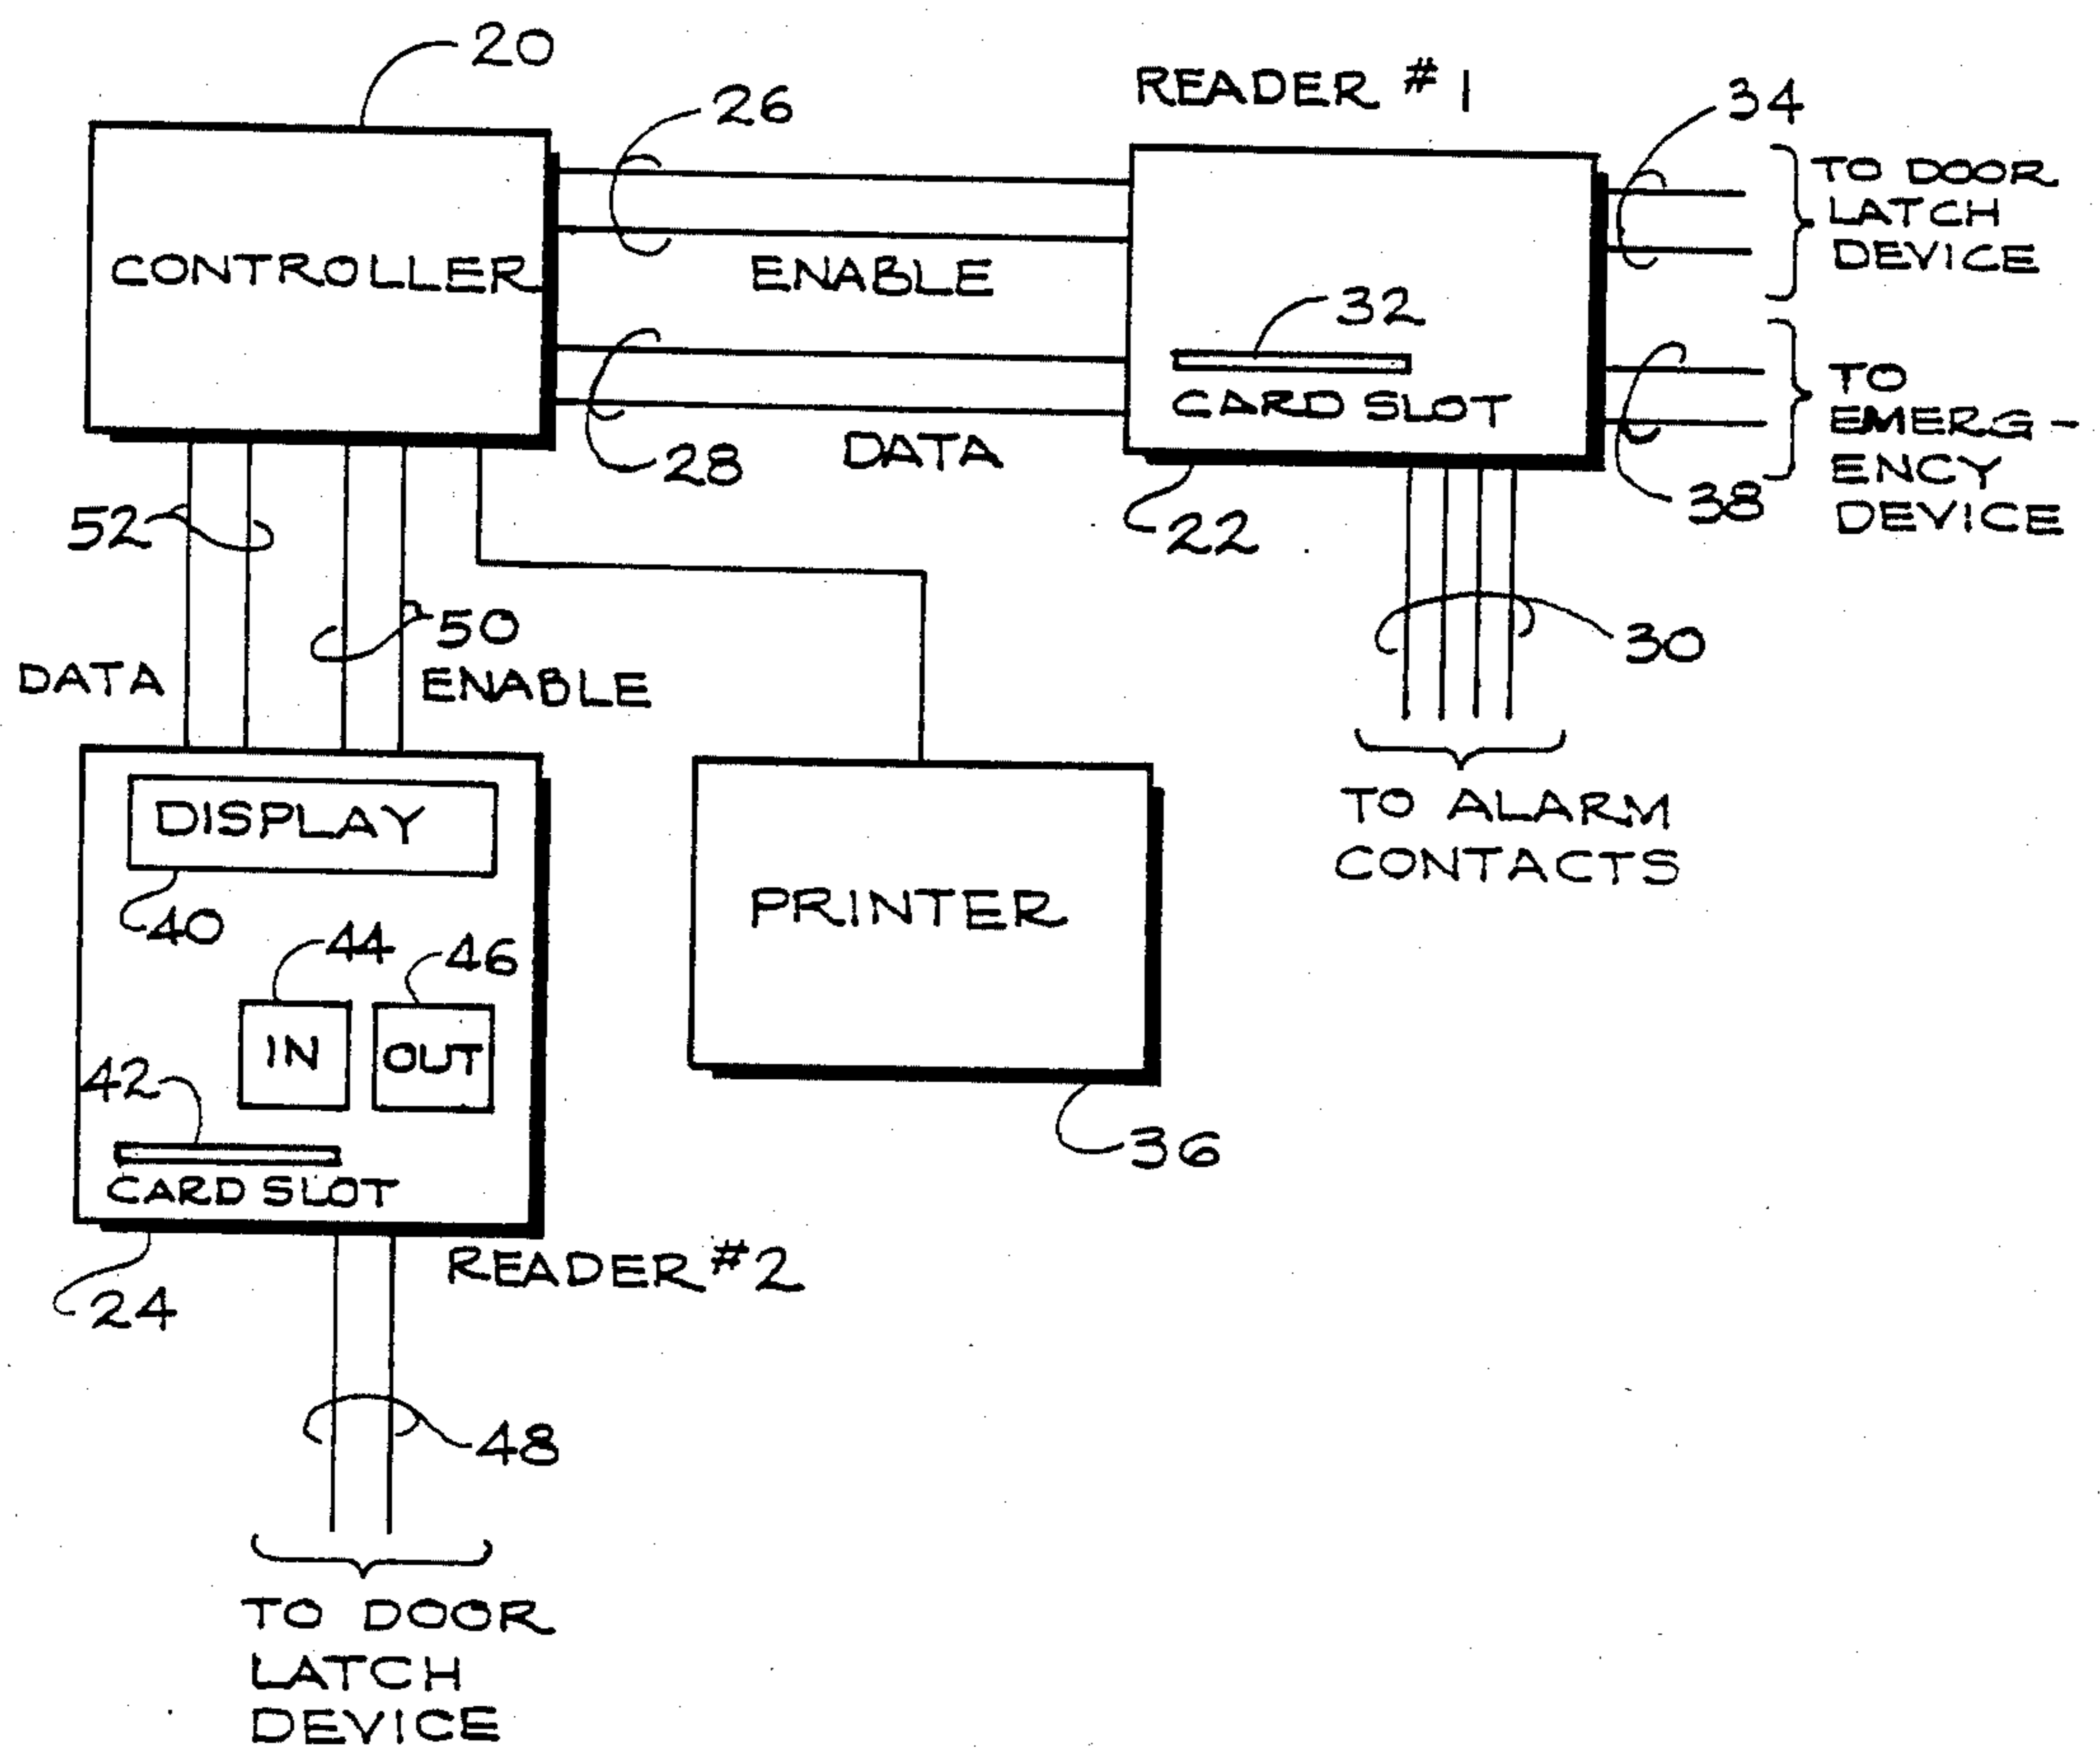 20
26
READER #1
34
TO DOOR
LATCH
DEVICE
CONTROLLER
ENABLE
32
CARD SLOT
TO
EMERG-
ENCY
DEVICE
28
DATA
38
22
52
50
30
DATA
ENABLE
DISPLAY
TO ALARM
CONTACTS
40
PRINTER
44
46
IN
OUT
42
36
CARD SLOT
READER #2
24
48
TO DOOR
LATCH
DEVICE